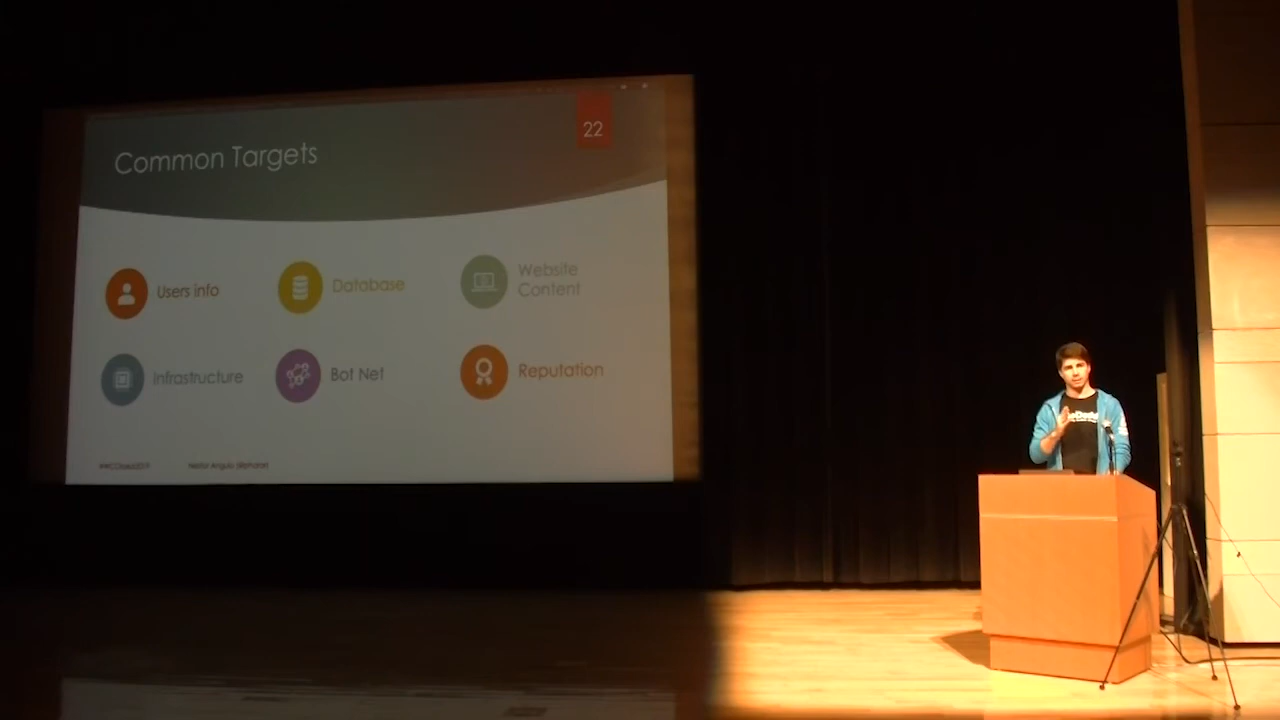 22
Common Targets
Users info
Database
Website
Content
Infrastructure
Bot Net
Reputation